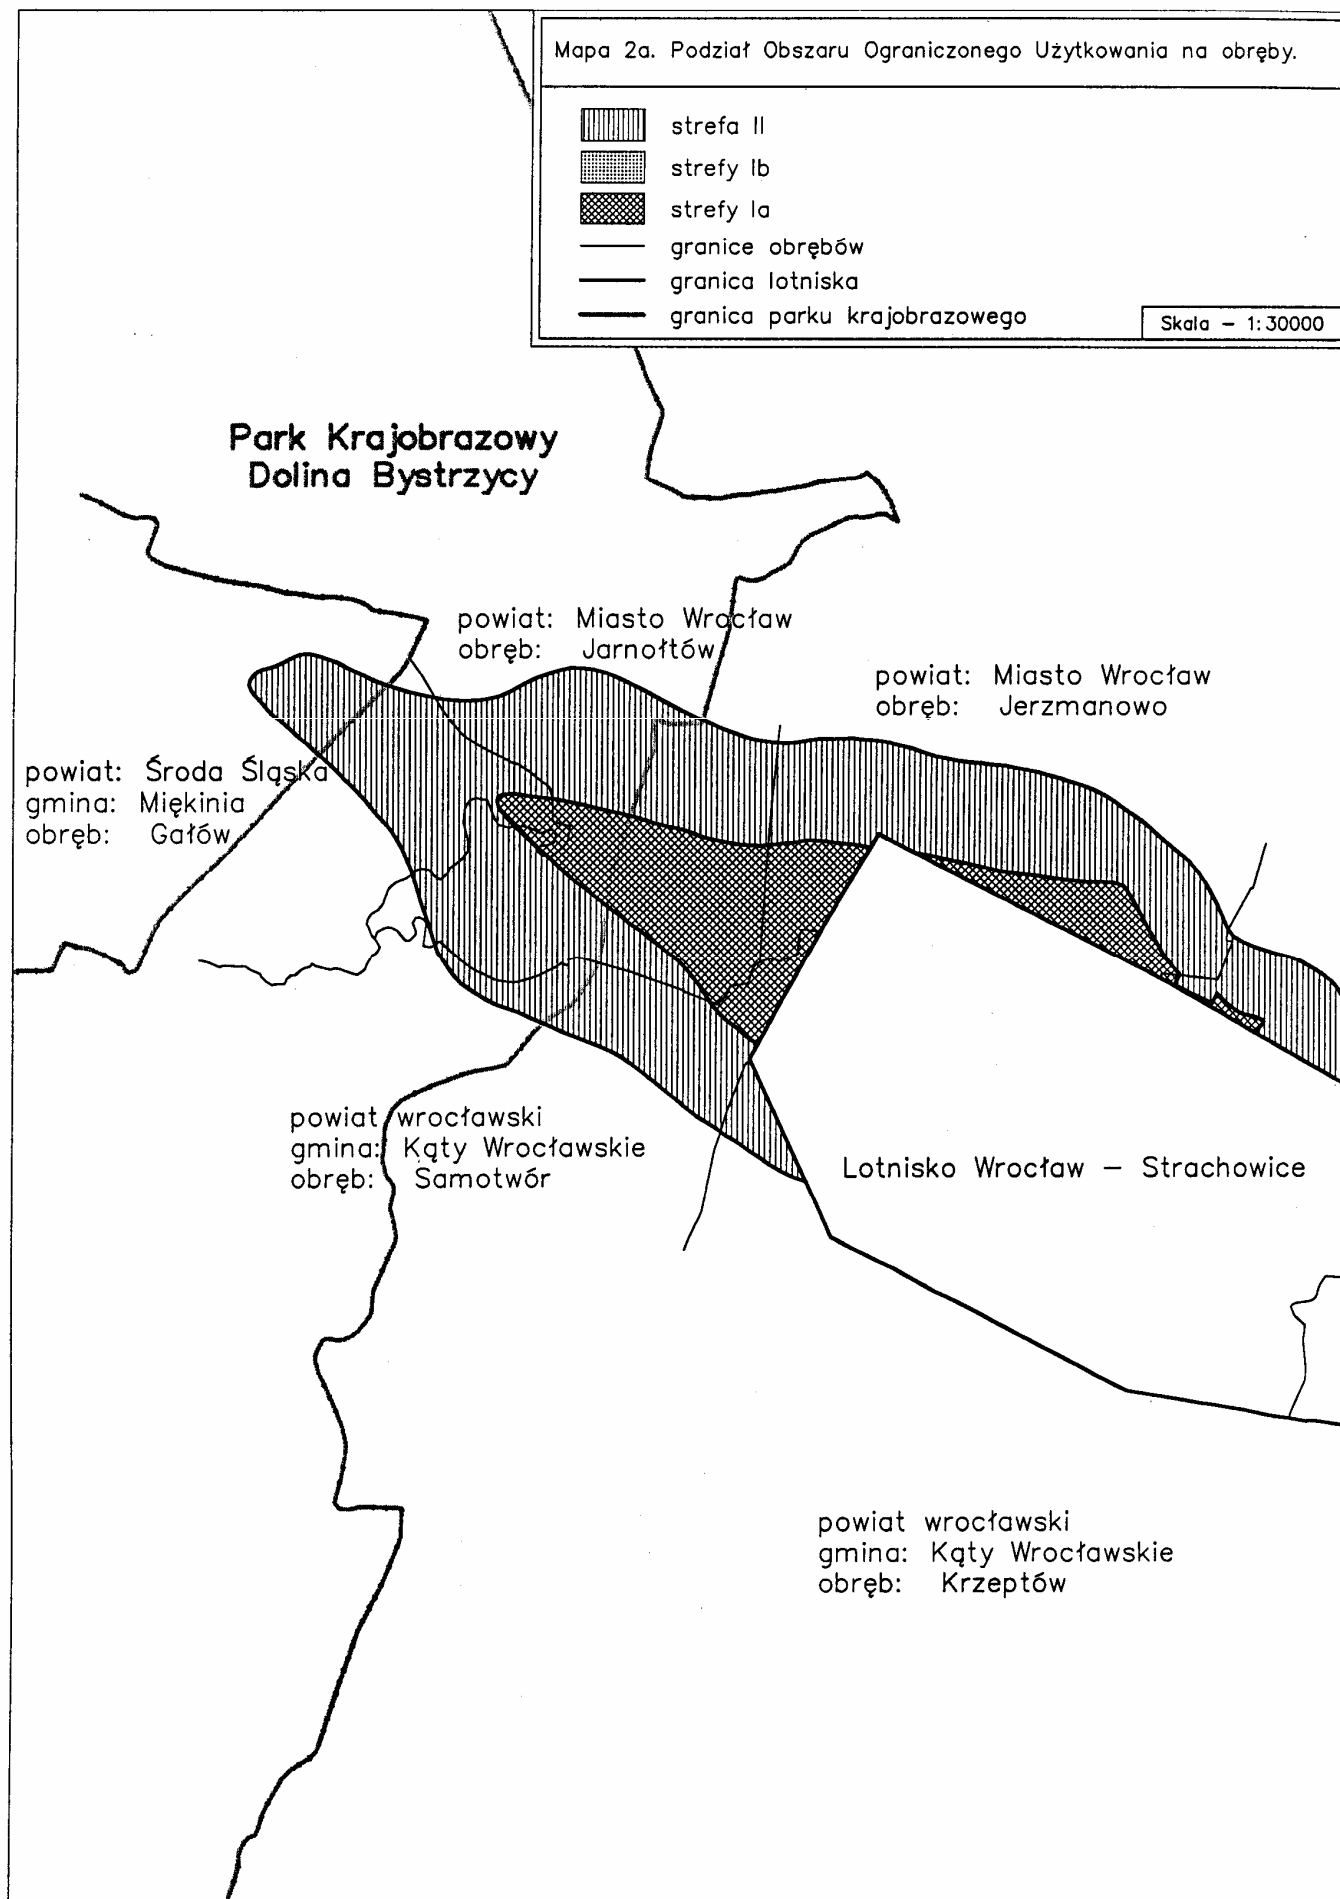 Mapa 2a. Podział Obszaru Ograniczonego Użytkowania na obręby.
strefa II
strefy Ib
strefy Ia
granice obrębów
granica lotniska
granica parku krajobrazowego
Skala – 1:30000
Park Krajobrazowy
Dolina Bystrzycy
powiat: Miasto Wrocław
obręb: Jarnołtów
powiat: Miasto Wrocław
obręb: Jerzmanowo
powiat: Środa Śląska
gmina: Miękinia
obręb: Gałów
powiat wrocławski
gmina: Kąty Wrocławskie
obręb: Samotwór
Lotnisko Wrocław – Strachowice
powiat wrocławski
gmina: Kąty Wrocławskie
obręb: Krzeptów